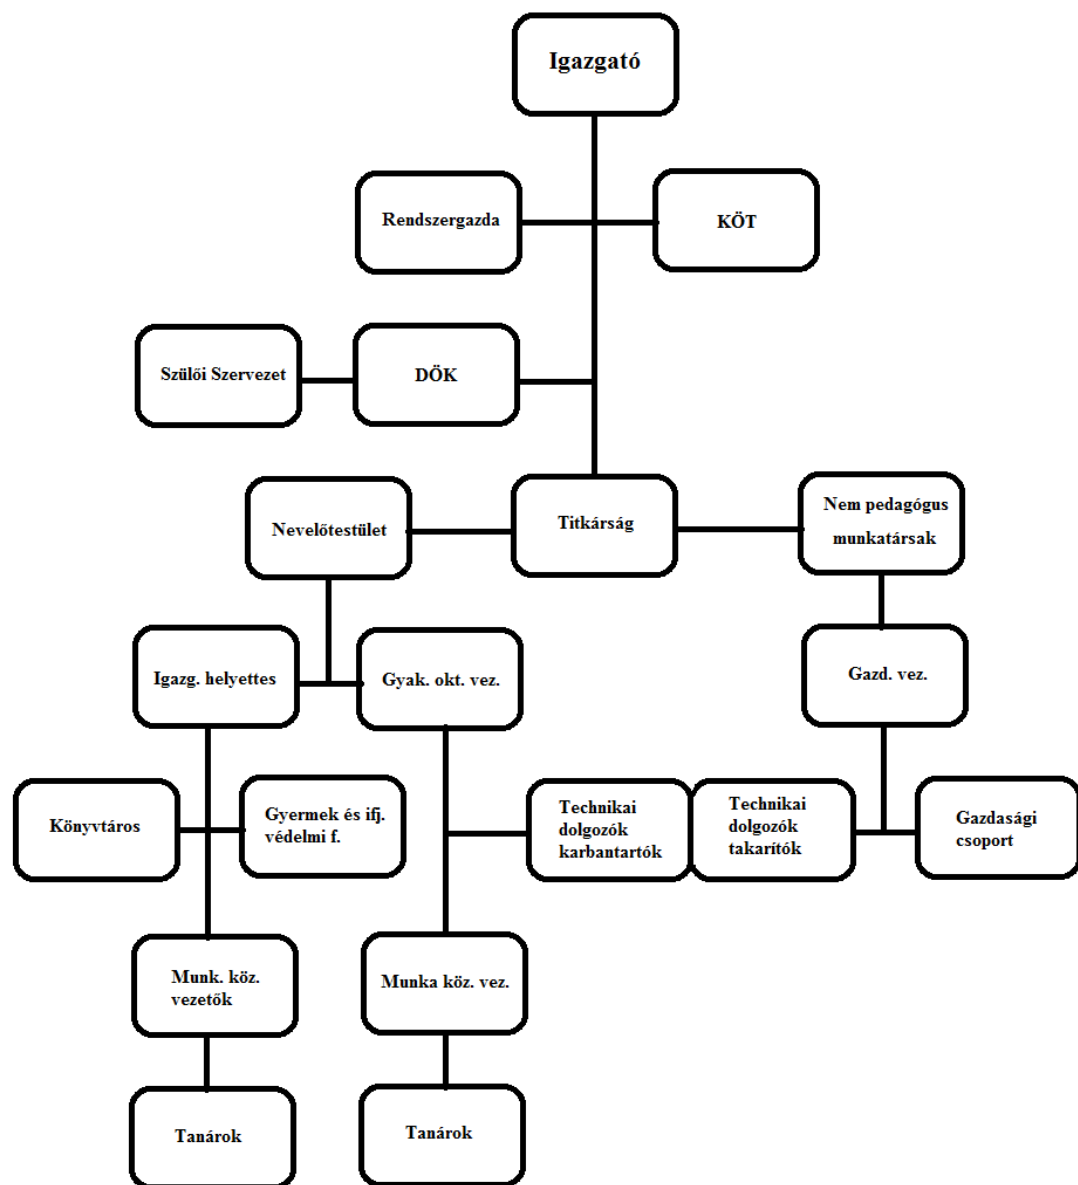 Igazgató
Rendszergazda
KÖT
Szülői Szervezet
DÖK
Nevelőtestület
Titkárság
Nem pedagógus
munkatársak
Igazg. helyettes
Gyak. okt. vez.
Gazd. vez.
Könyvtáros
Gyermek és ifj.
védelmi f.
Technikai
dolgozók
karbantartók
Technikai
dolgozók
takarítók
Gazdasági
csoport
Munk. köz.
vezetők
Munka köz. vez.
Tanárok
Tanárok